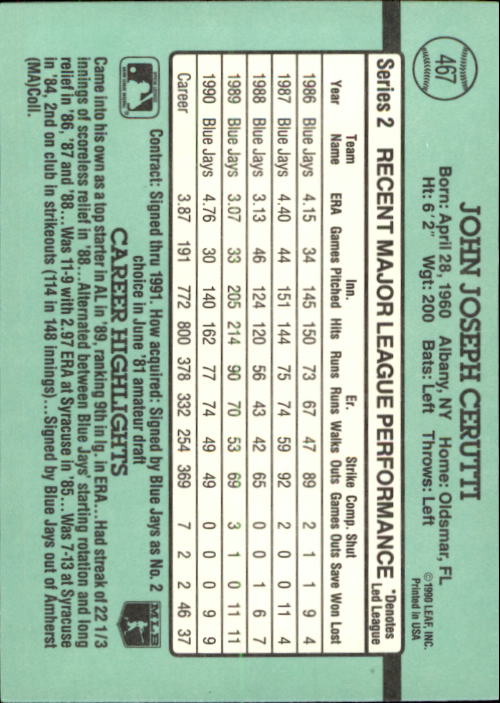 467
JOHN JOSEPH CERUTTI
Born: April 28, 1960 Albany, NY Home: Oldsmar, FL
Ht: 6'2" Wgt: 200 Bats: Left Throws: Left
©1990 LEAF, INC.
Printed in USA
Series 2 RECENT MAJOR LEAGUE PERFORMANCE *Denotes
Led League
Team Inn. Er. Strike Comp. Shut
Year Name ERA Games Pitched Hits Runs Runs Walks Outs Games Outs Save Won Lost
1986 Blue Jays 4.15 34 145 150 73 67 47 89 2 1 1 9 4
1987 Blue Jays 4.40 44 151 144 75 74 59 92 2 0 0 11 4
1988 Blue Jays 3.13 46 124 120 56 43 42 65 0 0 1 6 7
1989 Blue Jays 3.07 33 205 214 90 70 53 69 3 1 0 11 11
1990 Blue Jays 4.76 30 140 162 77 74 49 49 0 0 0 9 9
Career 3.87 191 772 800 378 332 254 369 7 2 2 46 37
Contract: Signed thru 1991. How acquired: Signed by Blue Jays as No. 2
choice in June '81 amateur draft
CAREER HIGHLIGHTS
MLB
Came into his own as a top starter in AL in '89, ranking 9th in lg. in ERA...Had streak of 22 1/3
innings of scoreless relief in '88...Alternated between Blue Jays' starting rotation and long
relief in '86, '87 and '88...Was 11-9 with 2.97 ERA at Syracuse in '85...Was 7-13 at Syracuse
in '84, 2nd on club in strikeouts (114 in 148 innings)...Signed by Blue Jays out of Amherst
(MA)Coll.